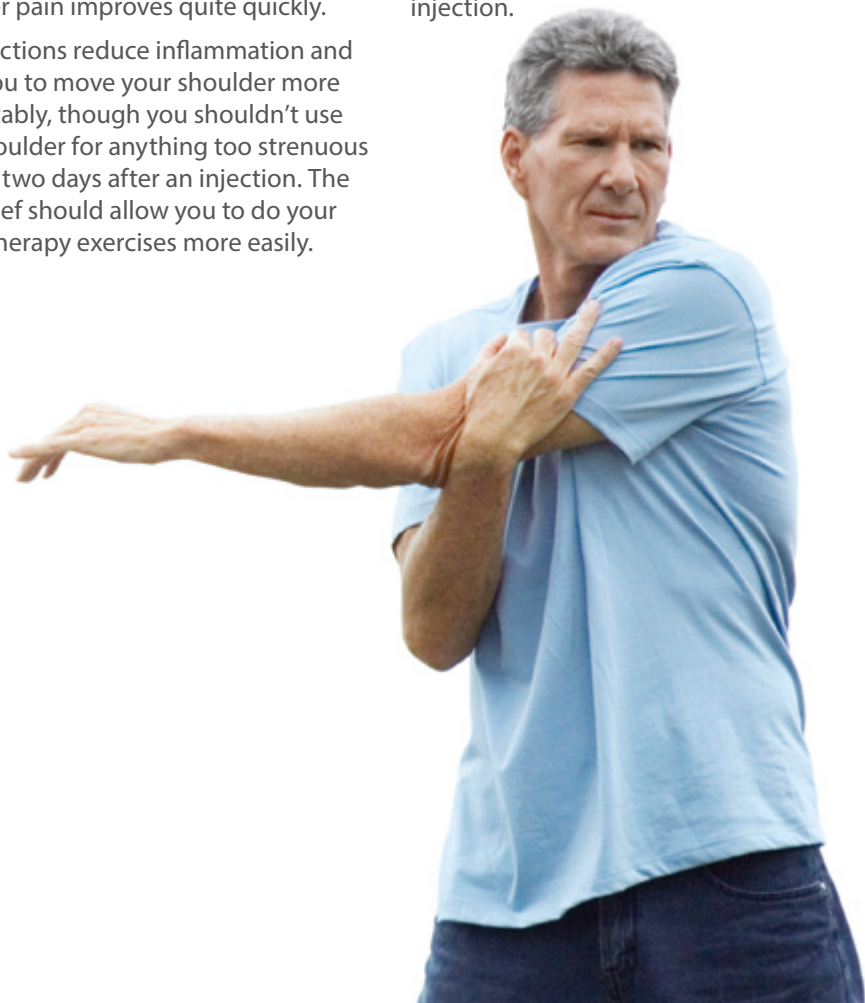 r pain improves quite quickly.
ctions reduce inflammation and
ou to move your shoulder more
tably, though you shouldn’t use
oulder for anything too strenuous
two days after an injection. The
ef should allow you to do your
herapy exercises more easily.
injection.